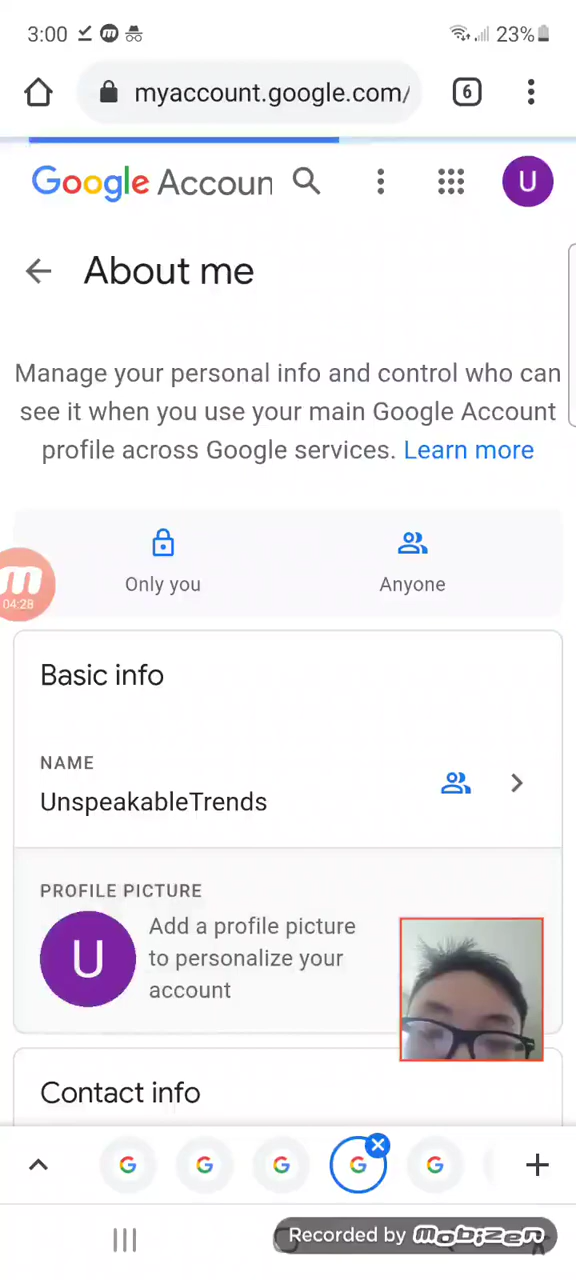 3:00
23%
myaccount.google.com/
6
Google Accoun
U
About me
Manage your personal info and control who can
see it when you use your main Google Account
profile across Google services. Learn more
Only you
Anyone
04:28
Basic info
NAME
UnspeakableTrends
PROFILE PICTURE
U
Add a profile picture
to personalize your
account
Contact info
Recorded by mobizen